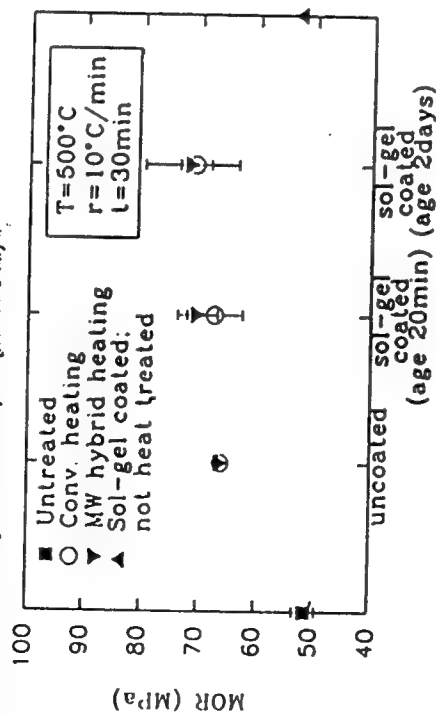 100
90
80
70
60
50
40
MOR (MPa)
Untreated
Conv. heating
MW hybrid heating
Sol-gel coated:
not heat treated
T=500°C
r=10°C/min
t=30min
uncoated
sol-gel
coated
(age 20min)
sol-gel
coated
(age 2days)